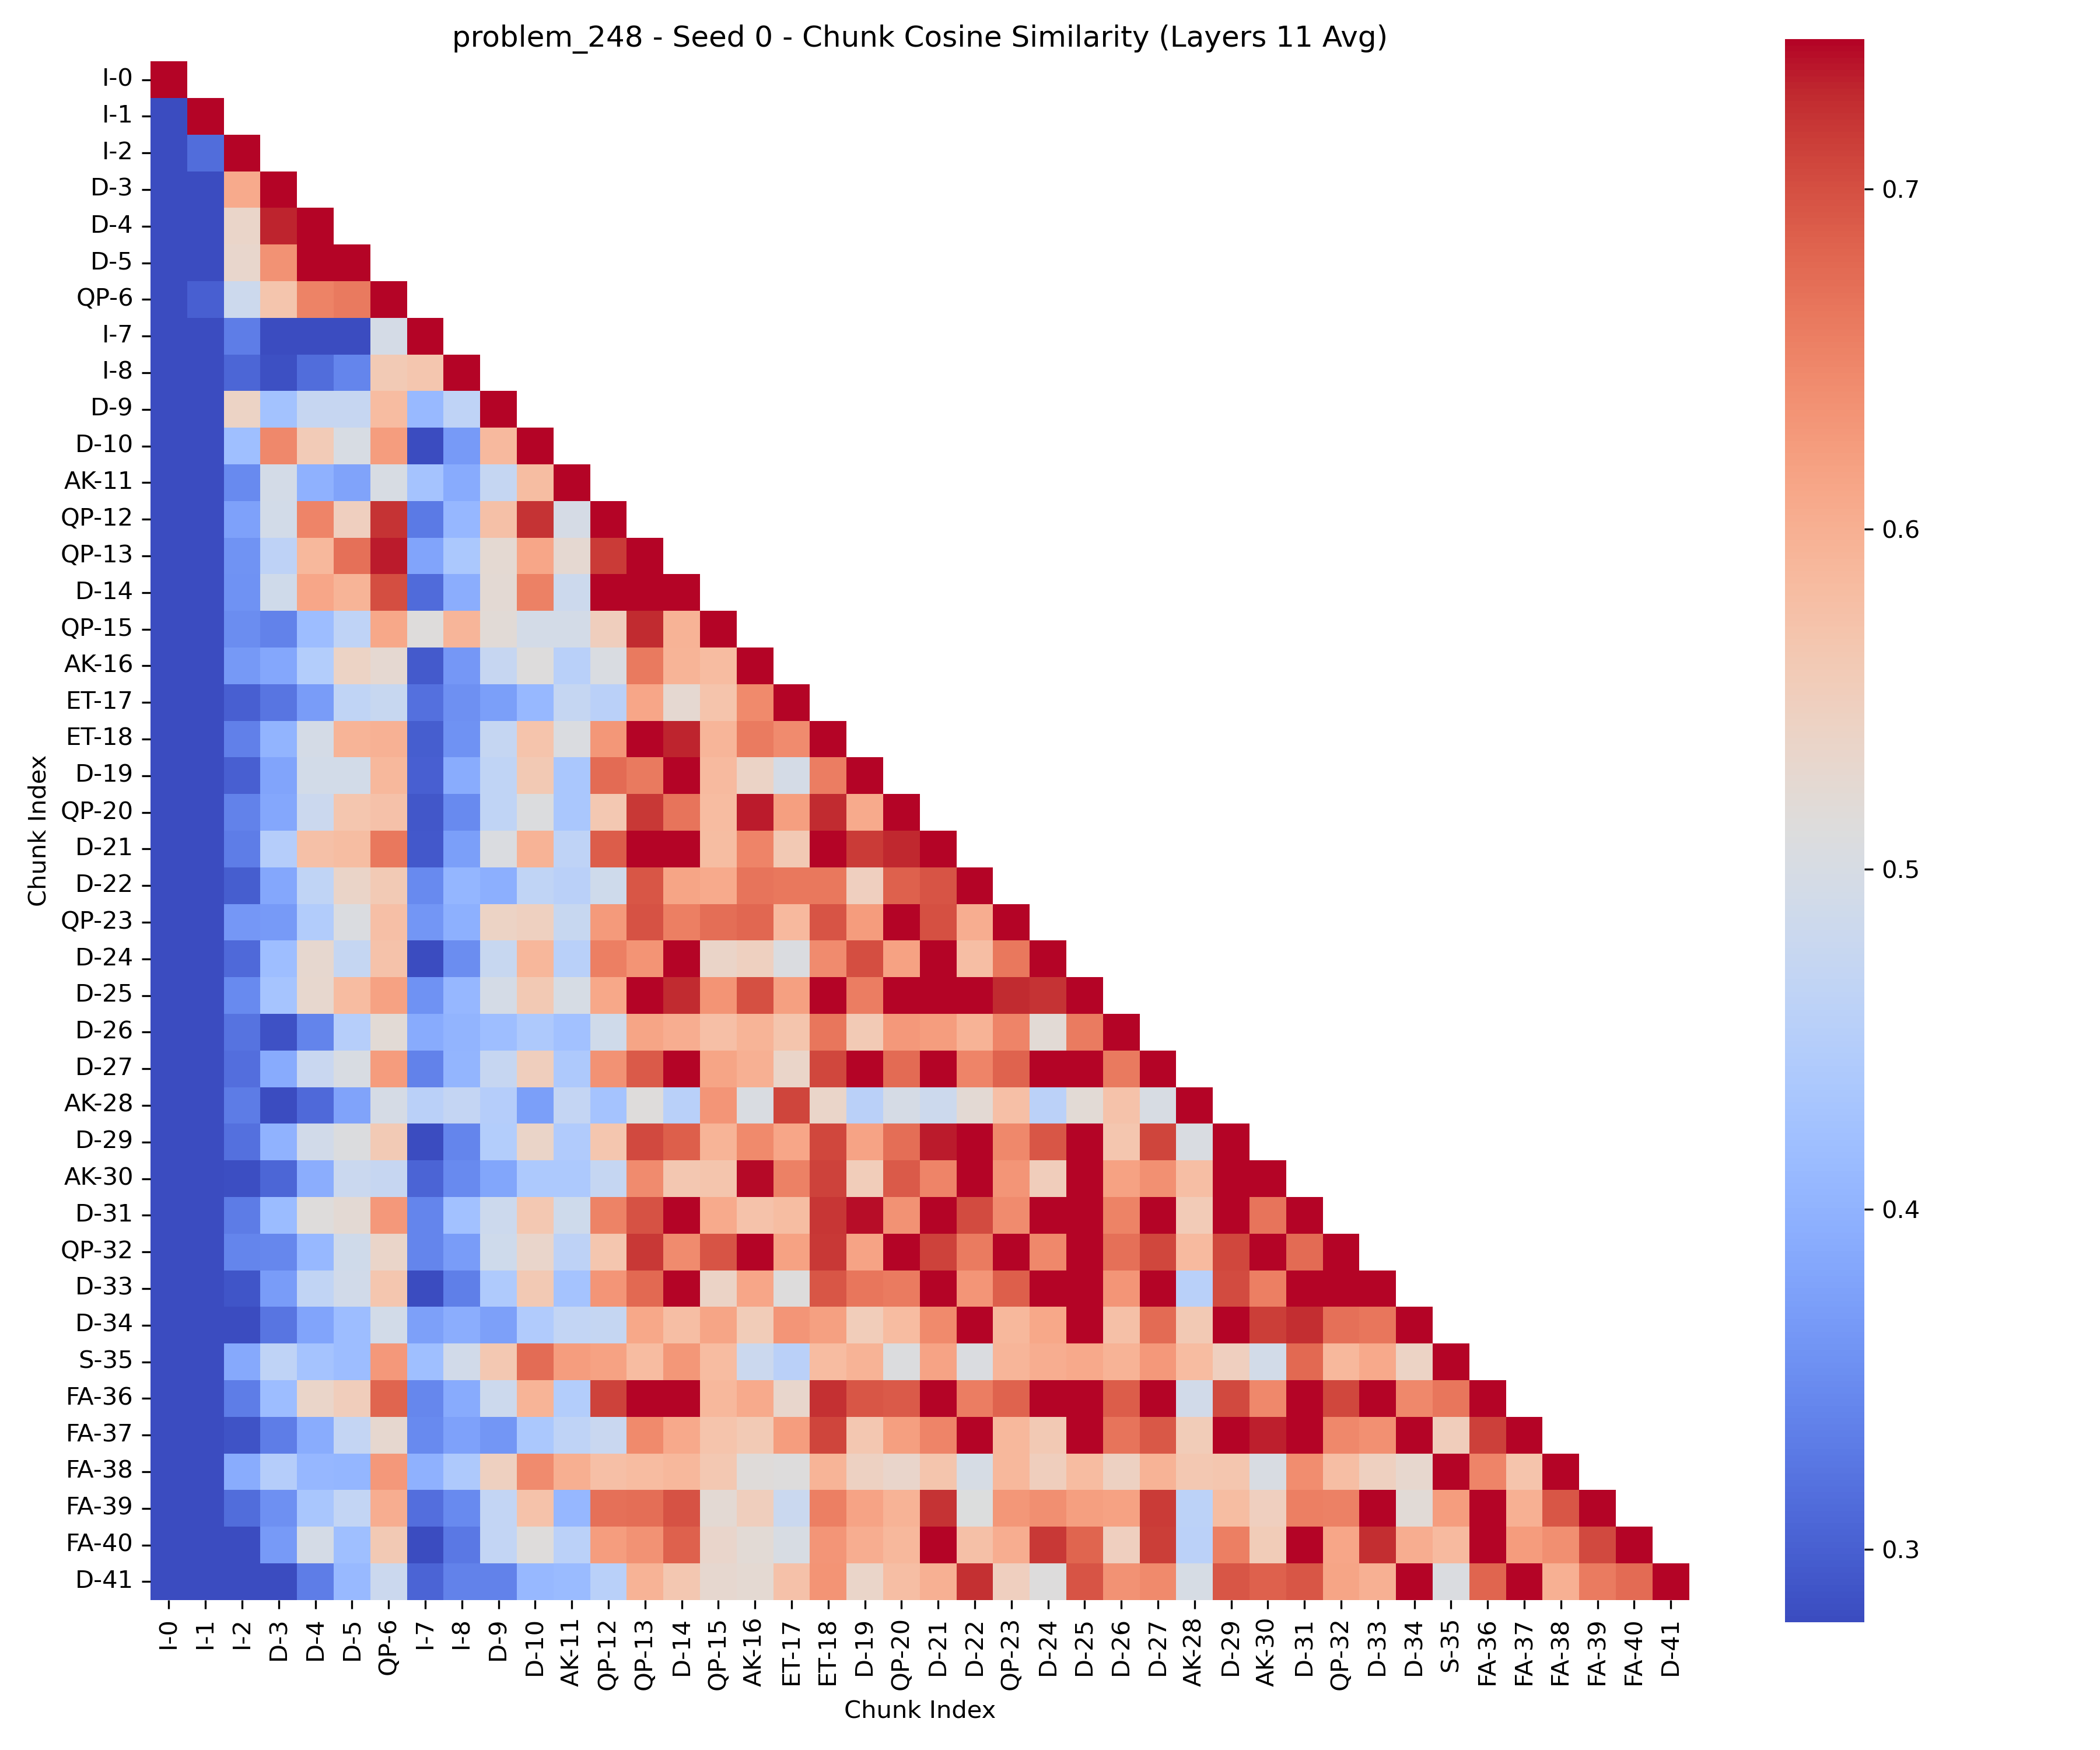 problem_248 - Seed 0 - Chunk Cosine Similarity (Layers 11 Avg)
Chunk Index
I-0
I-1
I-2
D-3
D-4
D-5
QP-6
I-7
I-8
D-9
D-10
AK-11
QP-12
QP-13
D-14
QP-15
AK-16
ET-17
ET-18
D-19
QP-20
D-21
D-22
QP-23
D-24
D-25
D-26
D-27
AK-28
D-29
AK-30
D-31
QP-32
D-33
D-34
S-35
FA-36
FA-37
FA-38
FA-39
FA-40
D-41
I-0 I-1 I-2 D-3 D-4 D-5 QP-6 I-7 I-8 D-9 D-10 AK-11 QP-12 QP-13 D-14 QP-15 AK-16 ET-17 ET-18 D-19 QP-20 D-21 D-22 QP-23 D-24 D-25 D-26 D-27 AK-28 D-29 AK-30 D-31 QP-32 D-33 D-34 S-35 FA-36 FA-37 FA-38 FA-39 FA-40 D-41
Chunk Index
0.7
0.6
0.5
0.4
0.3